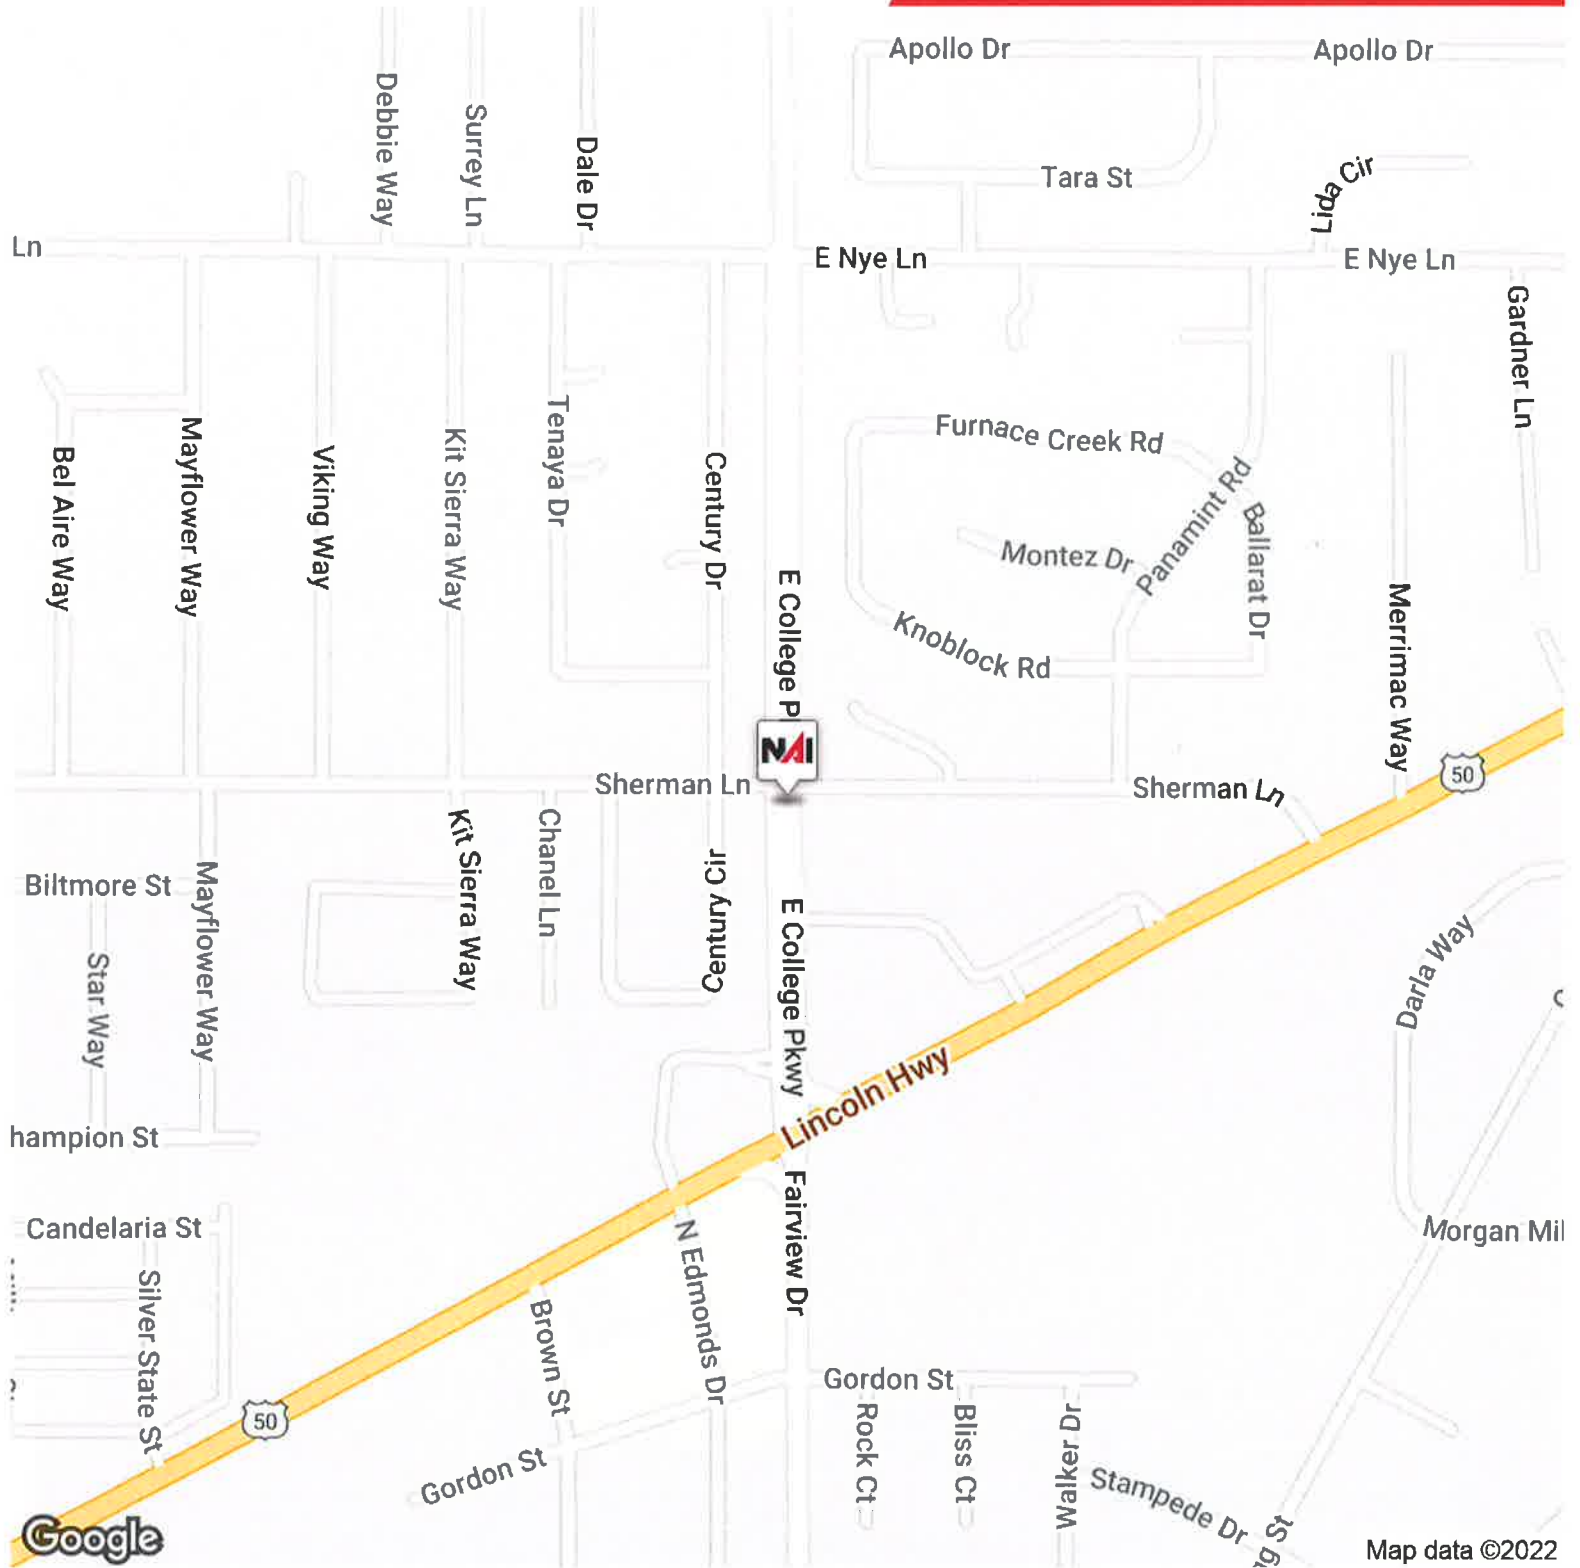 Apollo Dr
Apollo Dr
Debbie Way
Surrey Ln
Dale Dr
Tara St
Lida Cir
Ln
E Nye Ln
E Nye Ln
Gardner Ln
Bel Aire Way
Mayflower Way
Viking Way
Kit Sierra Way
Tenaya Dr
Century Dr
Furnace Creek Rd
Panamint Rd
Ballarat Dr
Montez Dr
E College P
Knoblock Rd
Merrimac Way
NAI
50
Sherman Ln
Sherman Ln
Kit Sierra Way
Chanel Ln
Century Cir
Biltmore St
Mayflower Way
Star Way
E College Pkwy
Darla Way
Lincoln Hwy
hampion St
Fairview Dr
Candelaria St
N Edmonds Dr
Morgan Mil
Silver State St
Brown St
50
Gordon St
Gordon St
Rock Ct
Bliss Ct
Walker Dr
Stampede Dr
g St
Google
Map data ©2022